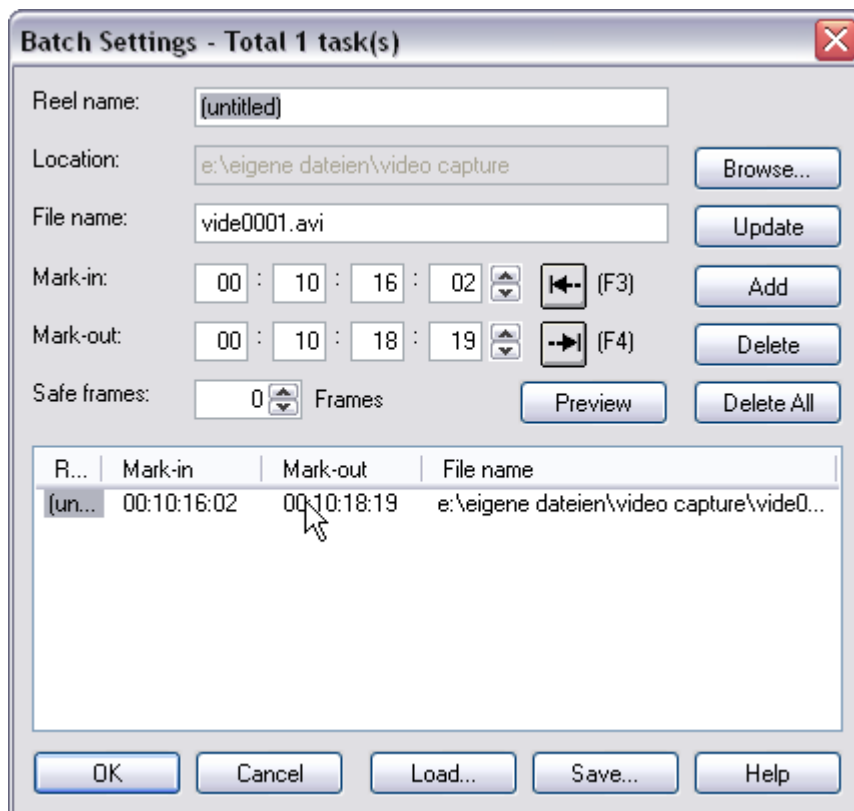 Batch Settings - Total 1 task(s)
Reel name: (untitled)
Location: e:\eigene dateien\video capture Browse...
File name: vide0001.avi Update
Mark-in: 00 : 10 : 16 : 02 (F3) Add
Mark-out: 00 : 10 : 18 : 19 (F4) Delete
Safe frames: 0 Frames Preview Delete All
R... Mark-in Mark-out File name
(un... 00:10:16:02 00:10:18:19 e:\eigene dateien\video capture\vide0...
OK Cancel Load... Save... Help